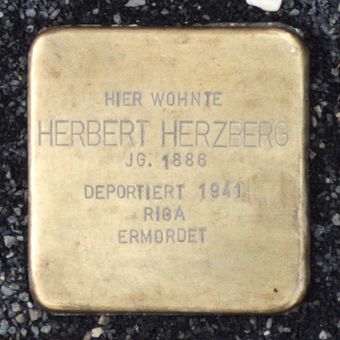 HIER WOHNTE
HERBERT HERZBERG
JG. 1886
DEPORTIERT 1941
RIGA
ERMORDET